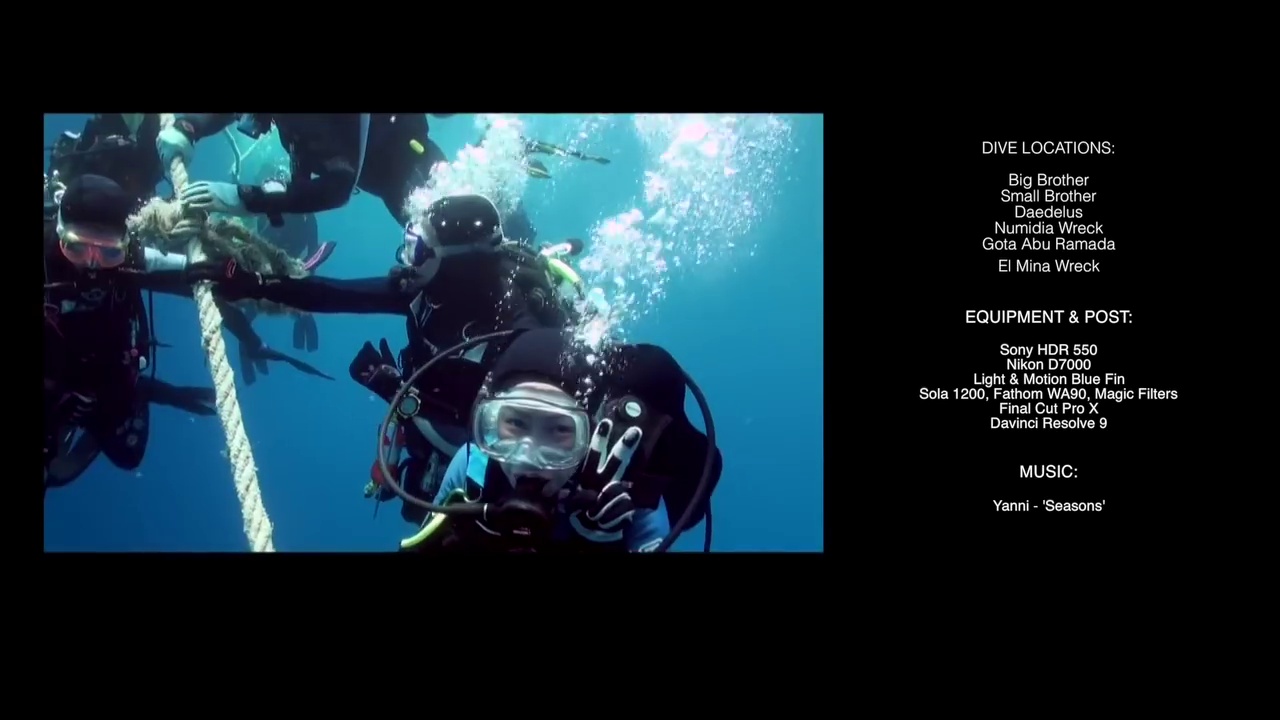 DIVE LOCATIONS:
Big Brother
Small Brother
Daedelus
Numidia Wreck
Gota Abu Ramada
El Mina Wreck
EQUIPMENT & POST:
Sony HDR 550
Nikon D7000
Light & Motion Blue Fin
Sola 1200, Fathom WA90, Magic Filters
Final Cut Pro X
Davinci Resolve 9
MUSIC:
Yanni - 'Seasons'